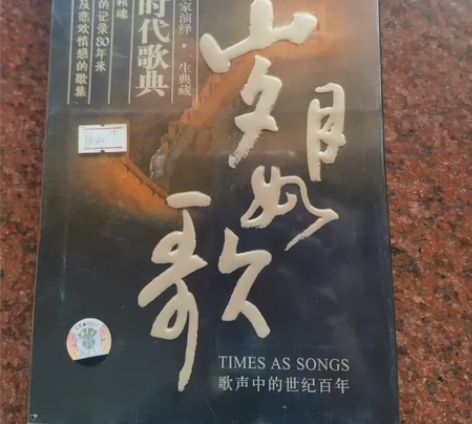 岁月如歌
家演绎·一生典藏
时代歌典
的记录80年来
及悲欢情愿的歌集
TIMES AS SONGS
歌声中的世纪百年